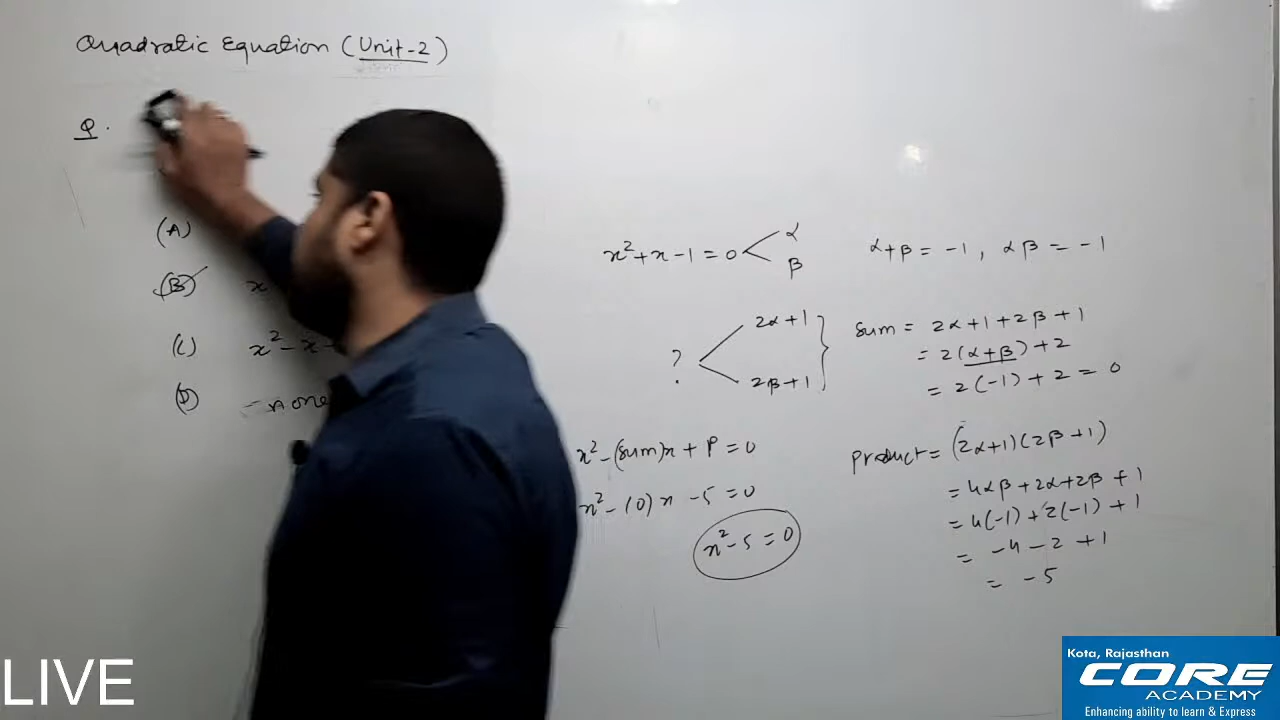 Quadratic Equation (Unit-2)
Q.
(A)
(B) x
(C) x² - x
(D) - none
x² + x - 1 = 0 < α β
α+β = -1, αβ = -1
? < 2α+1 2β+1 }
sum = 2α+1+2β+1
= 2(α+β)+2
= 2(-1)+2 = 0
x² - (sum)x + P = 0
x² - (0)x - 5 = 0
x² - 5 = 0
product = (2α+1)(2β+1)
= 4αβ+2α+2β+1
= 4(-1)+2(-1)+1
= -4 - 2 + 1
= -5
LIVE
Kota, Rajasthan
CORE
ACADEMY
Enhancing ability to learn & Express